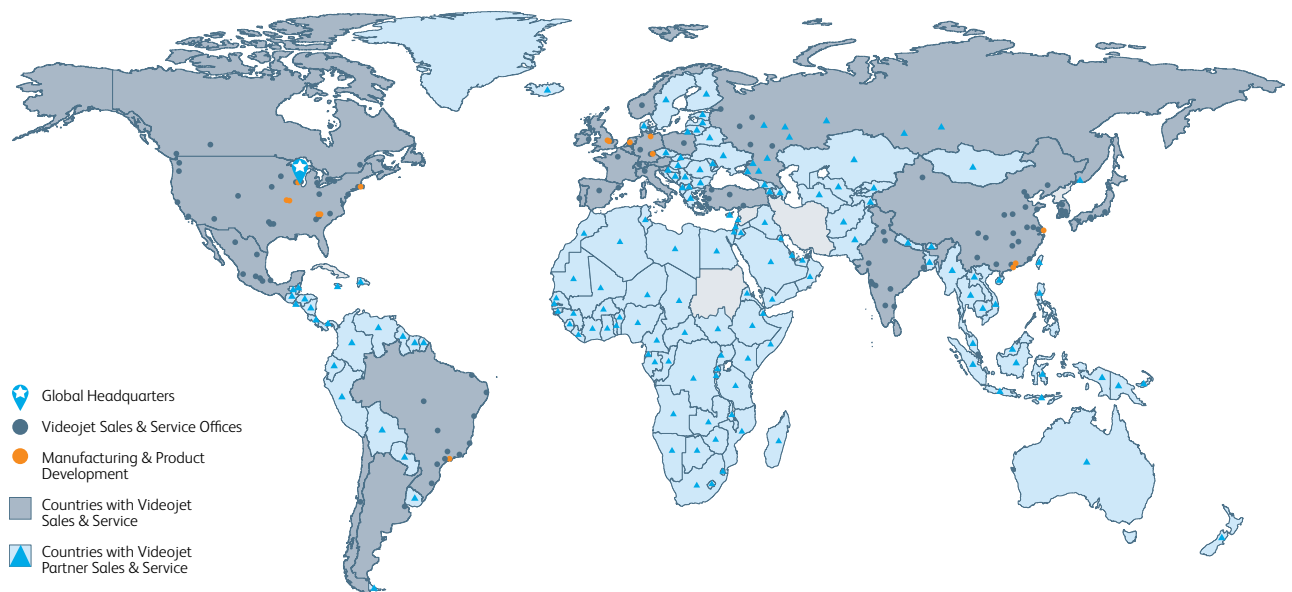 Global Headquarters
Videojet Sales & Service Offices
Manufacturing & Product
Development
Countries with Videojet
Sales & Service
Countries with Videojet
Partner Sales & Service